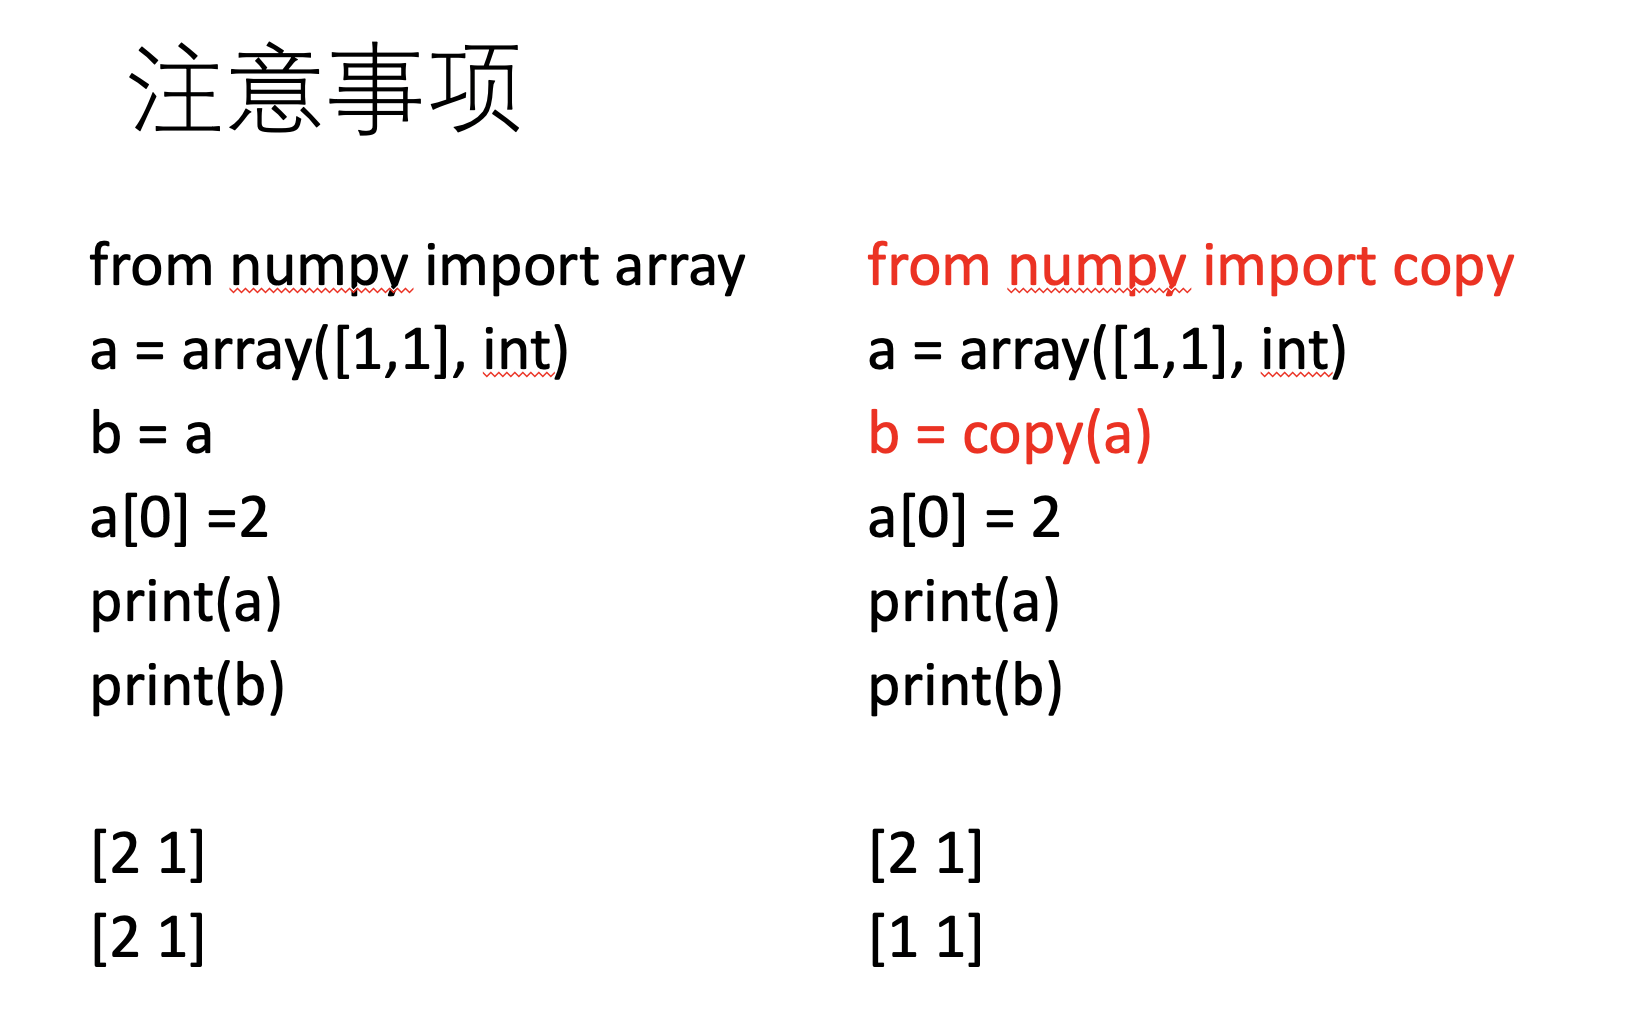 注意事项
from numpy import array
a = array([1,1], int)
b = a
a[0] =2
print(a)
print(b)
[2 1]
[2 1]
from numpy import copy
a = array([1,1], int)
b = copy(a)
a[0] = 2
print(a)
print(b)
[2 1]
[1 1]